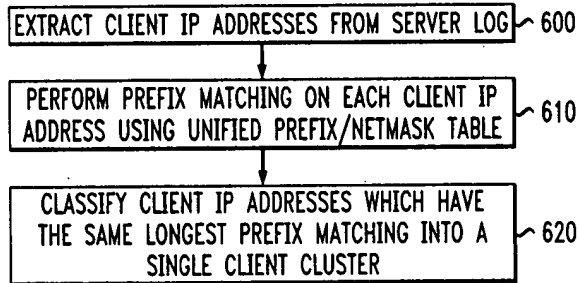 EXTRACT CLIENT IP ADDRESSES FROM SERVER LOG 600
PERFORM PREFIX MATCHING ON EACH CLIENT IP
ADDRESS USING UNIFIED PREFIX/NETMASK TABLE 610
CLASSIFY CLIENT IP ADDRESSES WHICH HAVE
THE SAME LONGEST PREFIX MATCHING INTO A 620
SINGLE CLIENT CLUSTER